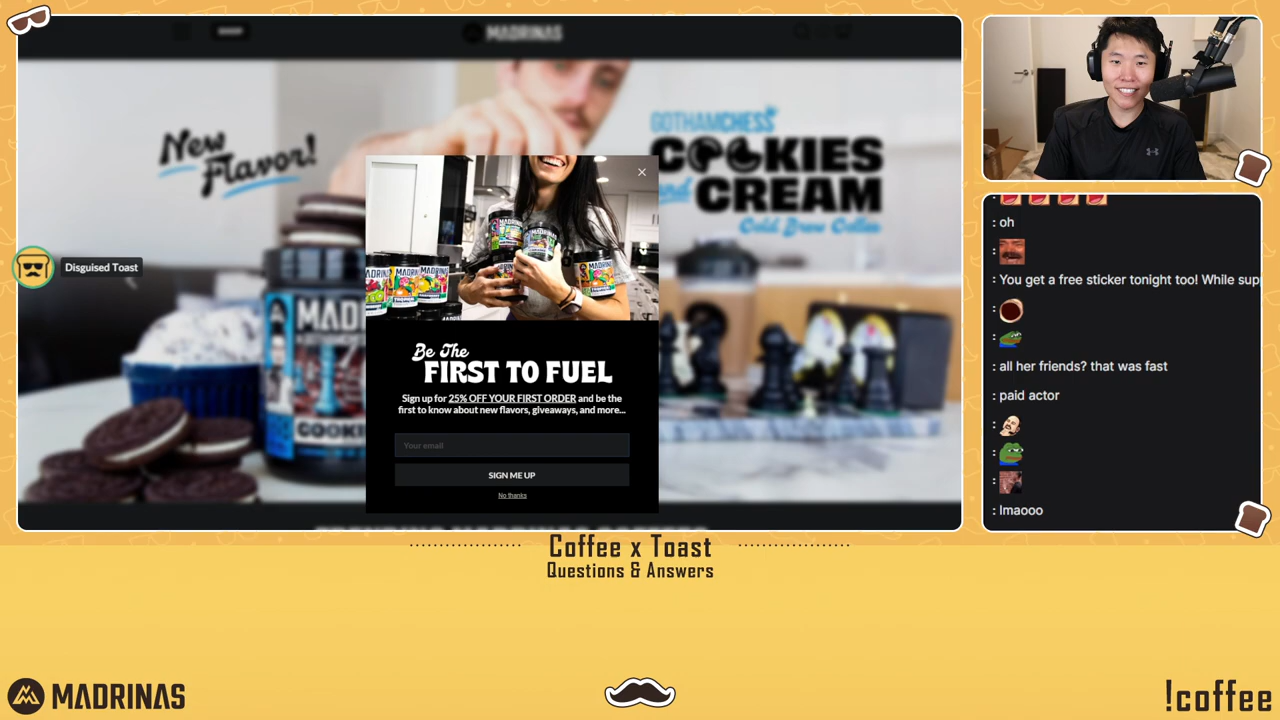 MADRINAS
New
Flavor!
GOTHAMCHESS
COOKIES
and
CREAM
Cold Brew Coffee
MAD
COOKI
Disguised Toast
Be The
FIRST TO FUEL
Sign up for 25% OFF YOUR FIRST ORDER and be the
first to know about new flavors, giveaways, and more...
Your email
SIGN ME UP
No thanks
: oh
:
: You get a free sticker tonight too! While sup
:
:
: all her friends? that was fast
: paid actor
:
:
:
: lmaooo
Coffee x Toast
Questions & Answers
MADRINAS
!coffee